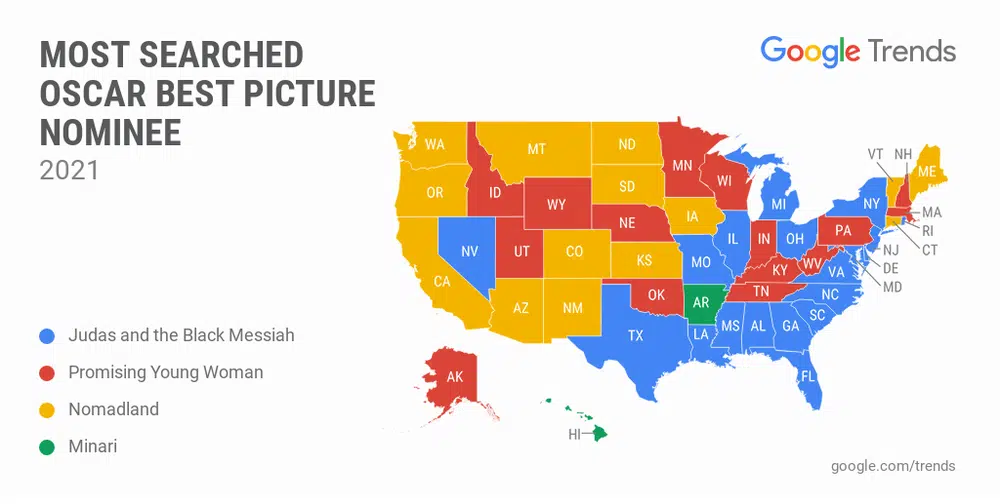 MOST SEARCHED
OSCAR BEST PICTURE
NOMINEE
2021
Google Trends
WA
OR
CA
NV
ID
MT
WY
UT
AZ
CO
NM
ND
SD
NE
KS
OK
TX
MN
IA
MO
AR
LA
WI
IL
MI
IN
OH
KY
TN
MS
AL
GA
FL
SC
NC
VA
WV
PA
NY
VT
NH
ME
MA
RI
CT
NJ
DE
MD
AK
HI
Judas and the Black Messiah
Promising Young Woman
Nomadland
Minari
google.com/trends